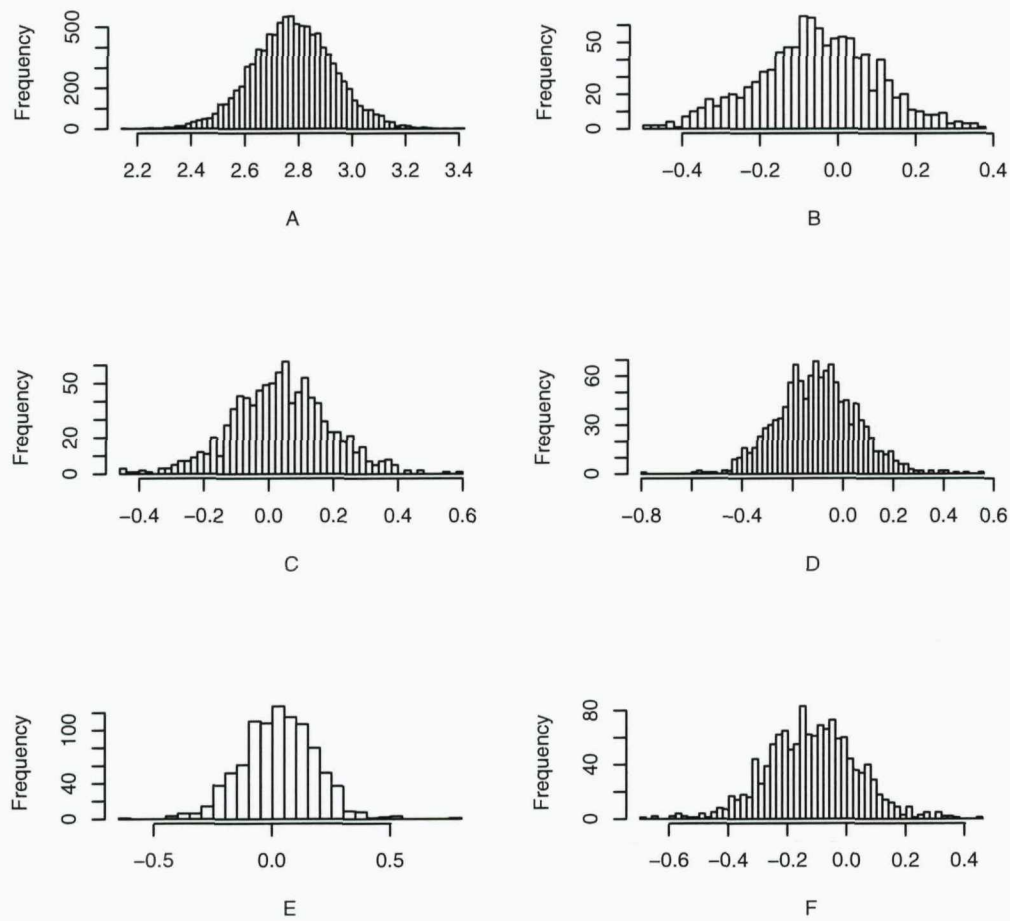 Frequency
0 200 500
2.2 2.4 2.6 2.8 3.0 3.2 3.4
A
Frequency
0 20 50
−0.4 −0.2 0.0 0.2 0.4
B
Frequency
0 20 50
−0.4 −0.2 0.0 0.2 0.4 0.6
C
Frequency
0 30 60
−0.8 −0.4 0.0 0.2 0.4 0.6
D
Frequency
0 40 100
−0.5 0.0 0.5
E
Frequency
0 40 80
−0.6 −0.4 −0.2 0.0 0.2 0.4
F